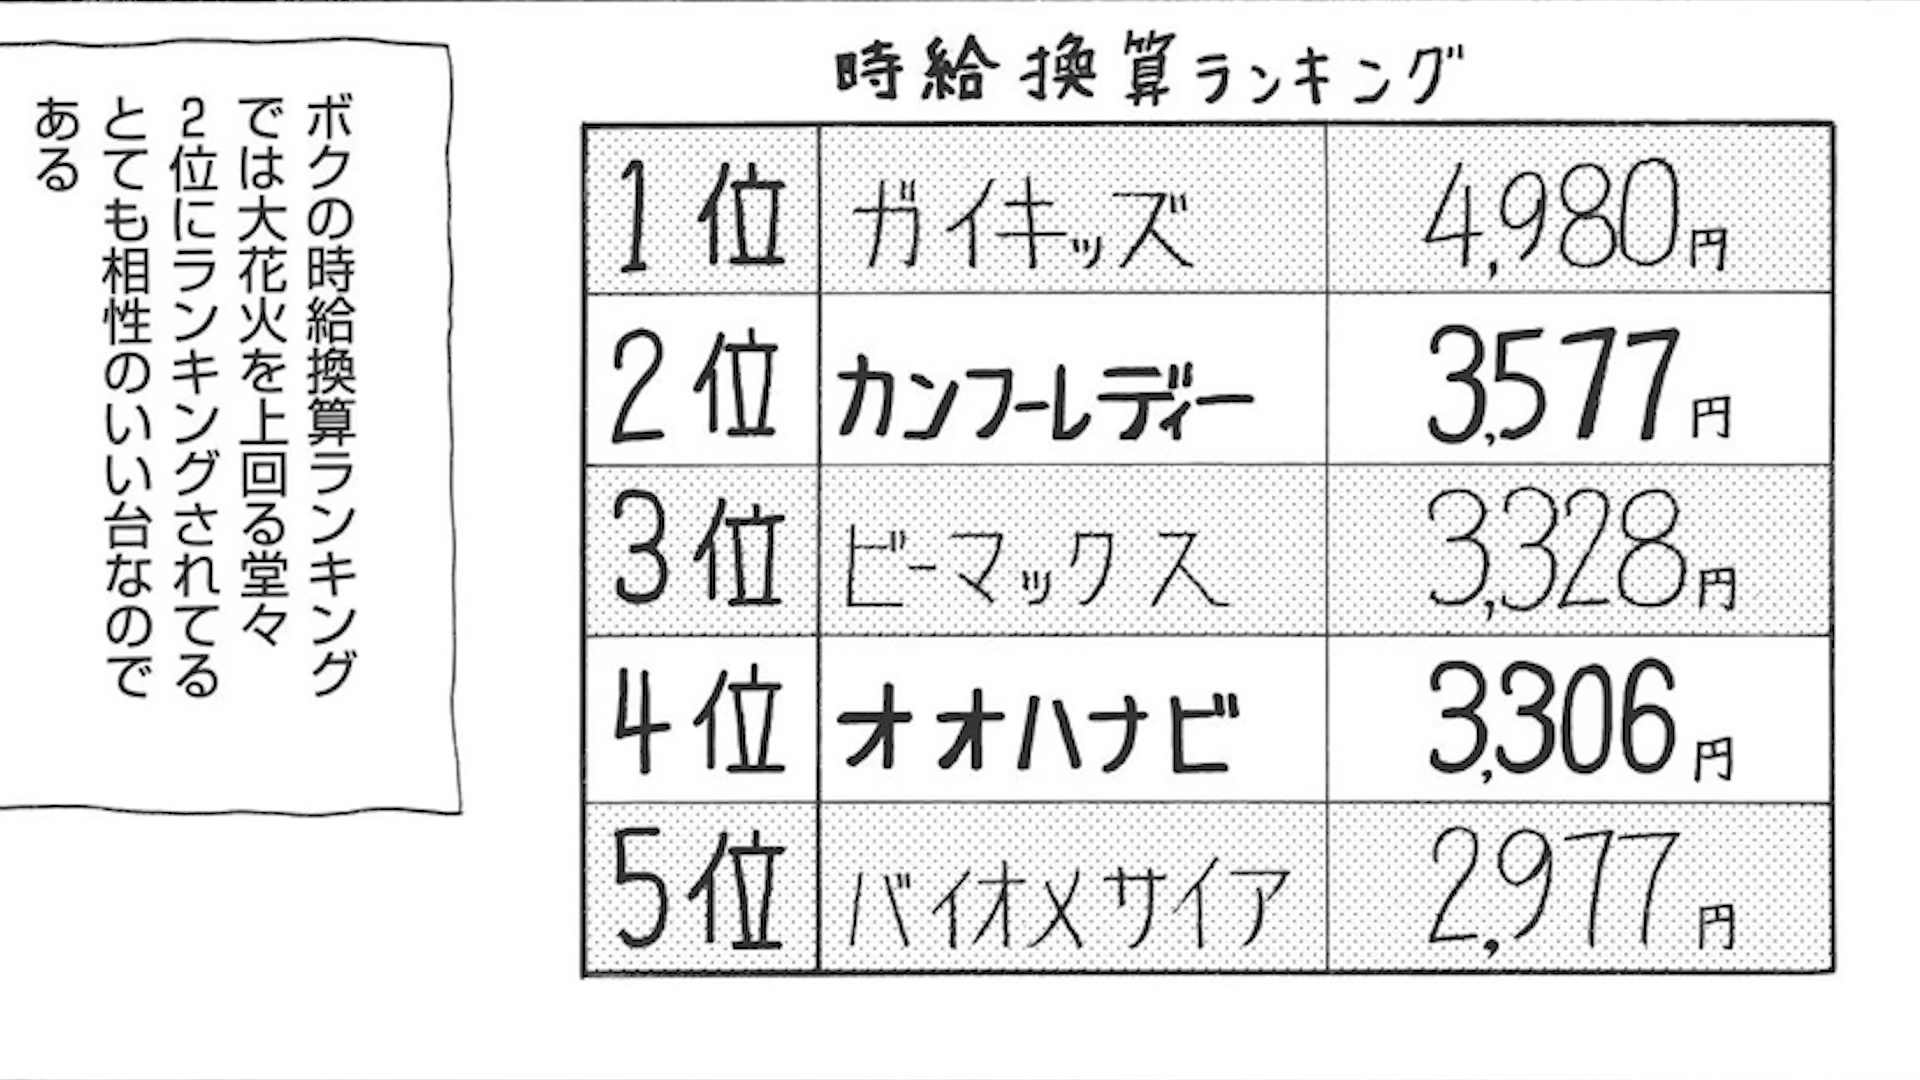 時給換算ランキング
1位 ガイキッズ 4,980円
2位 カンフーレディー 3,577円
3位 ビーマックス 3,328円
4位 オオハナビ 3,306円
5位 バイオメサイア 2,977円
ボクの時給換算ランキング
では大花火を上回る堂々
2位にランキングされてる
とても相性のいい台なので
ある